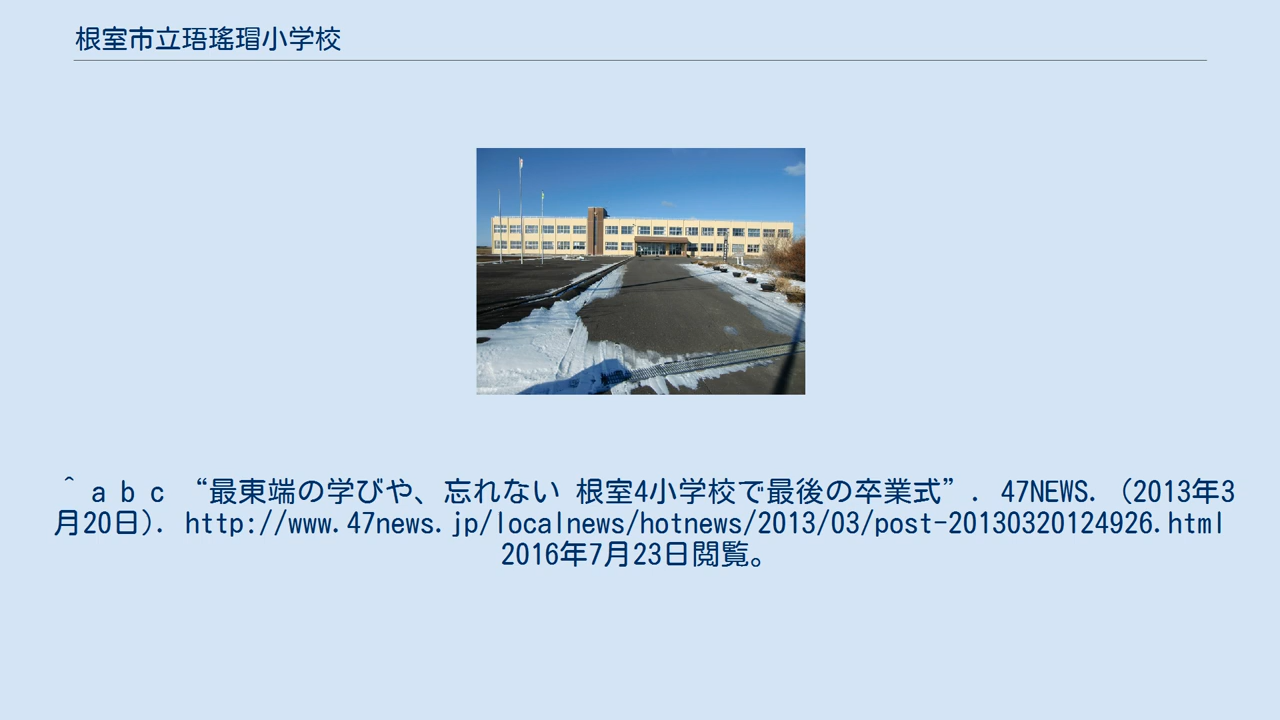 根室市立珸瑤瑁小学校
^ a b c “最東端の学びや、忘れない 根室4小学校で最後の卒業式”. 47NEWS. (2013年3
月20日). http://www.47news.jp/localnews/hotnews/2013/03/post-20130320124926.html
2016年7月23日閲覧。